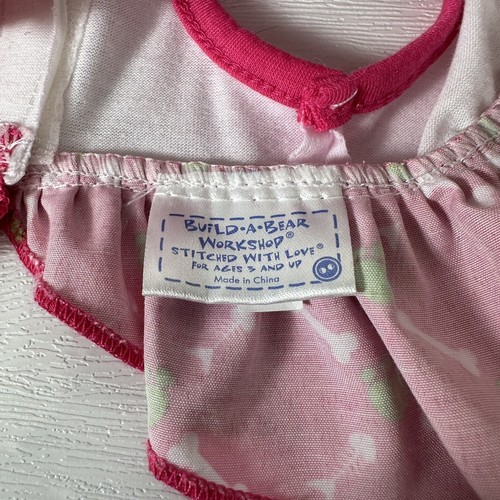 BUILD-A-BEAR
WORKSHOP®
STITCHED WITH LOVE®
FOR AGES 3 AND UP
Made in China